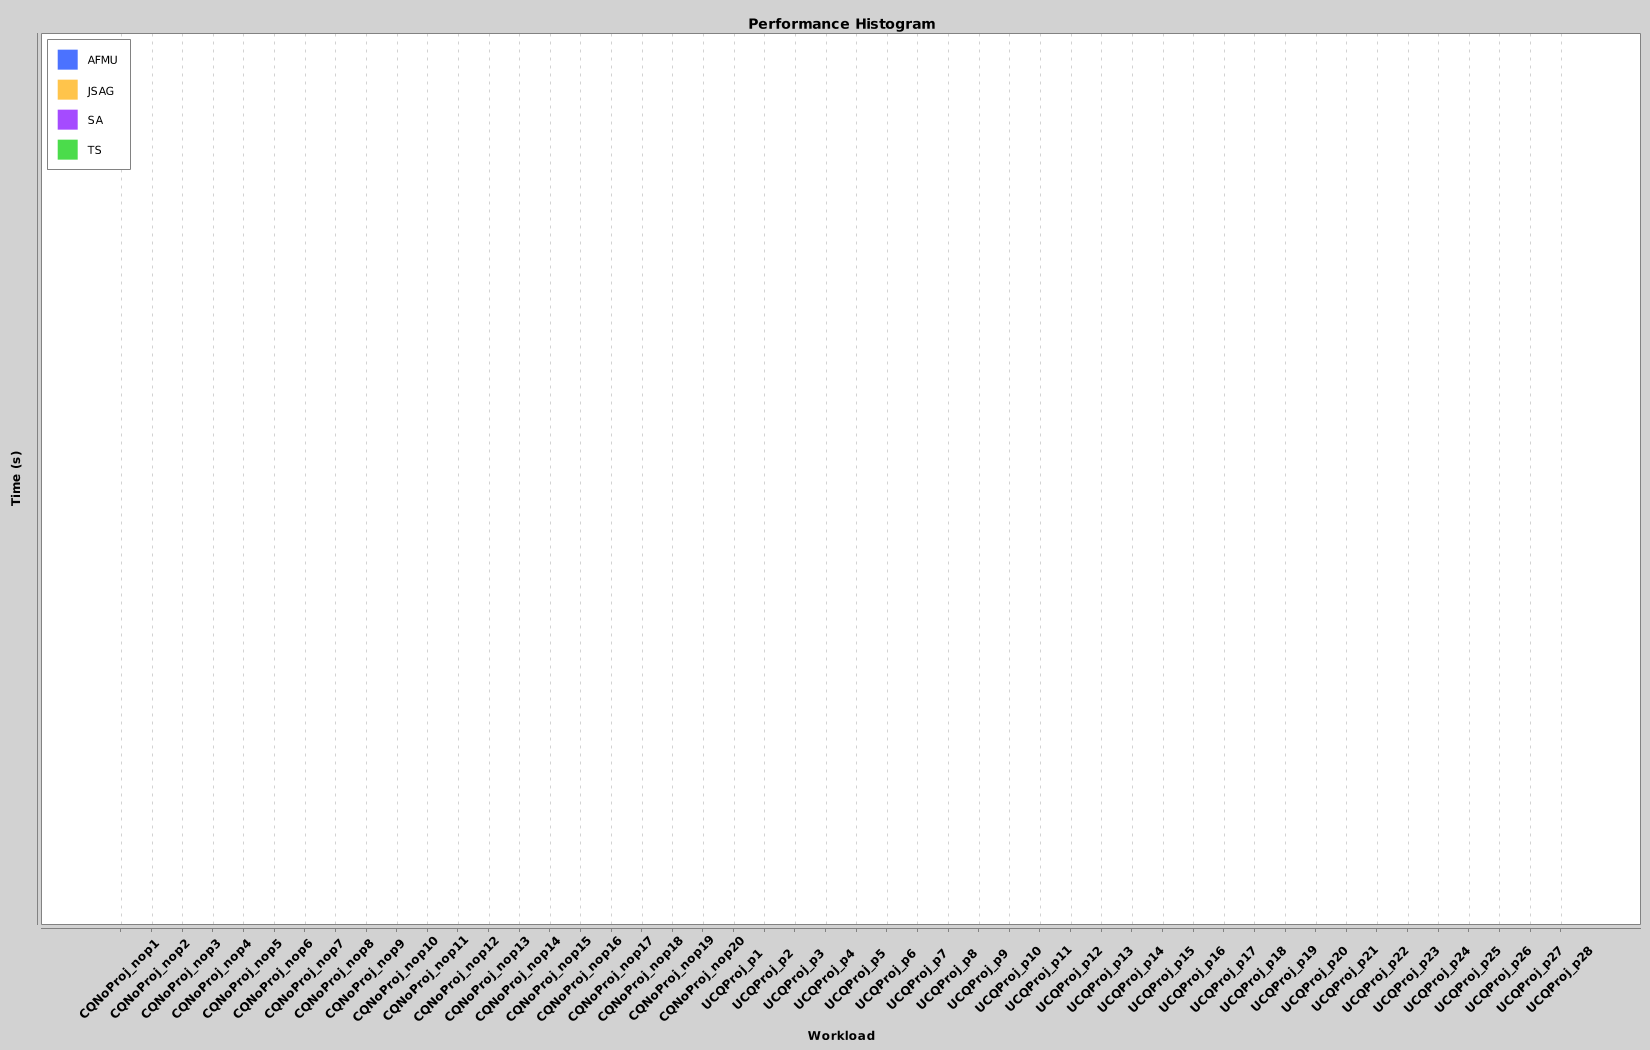 Performance Histogram
AFMU
JSAG
SA
TS
Time (s)
CQNoProj_nop1
CQNoProj_nop2
CQNoProj_nop3
CQNoProj_nop4
CQNoProj_nop5
CQNoProj_nop6
CQNoProj_nop7
CQNoProj_nop8
CQNoProj_nop9
CQNoProj_nop10
CQNoProj_nop11
CQNoProj_nop12
CQNoProj_nop13
CQNoProj_nop14
CQNoProj_nop15
CQNoProj_nop16
CQNoProj_nop17
CQNoProj_nop18
CQNoProj_nop19
CQNoProj_nop20
UCQProj_p1
UCQProj_p2
UCQProj_p3
UCQProj_p4
UCQProj_p5
UCQProj_p6
UCQProj_p7
UCQProj_p8
UCQProj_p9
UCQProj_p10
UCQProj_p11
UCQProj_p12
UCQProj_p13
UCQProj_p14
UCQProj_p15
UCQProj_p16
UCQProj_p17
UCQProj_p18
UCQProj_p19
UCQProj_p20
UCQProj_p21
UCQProj_p22
UCQProj_p23
UCQProj_p24
UCQProj_p25
UCQProj_p26
UCQProj_p27
UCQProj_p28
Workload